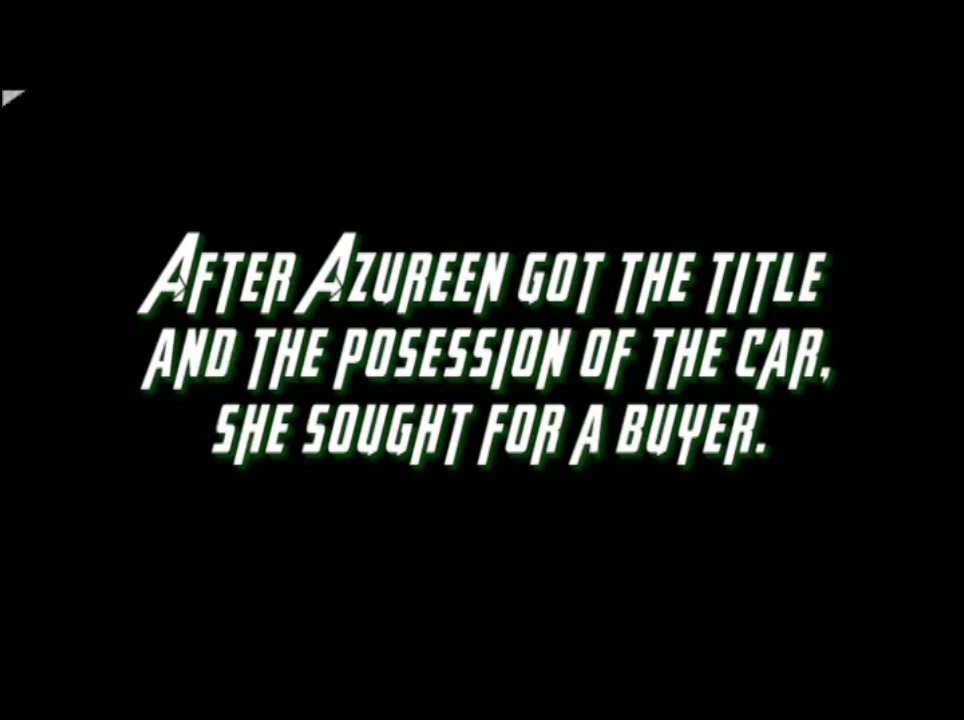 After Azureen got the title
and the posession of the car,
she sought for a buyer.